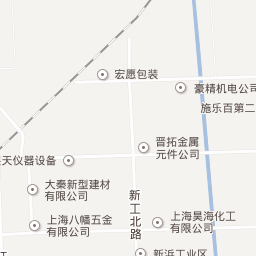 宏愿包装
豪精机电公司
施乐百第二
晋拓金属
元件公司
天仪器设备
大秦新型建材
有限公司
新工北路
上海八幡五金
有限公司
上海昊海化工
有限公司
新浜工业区